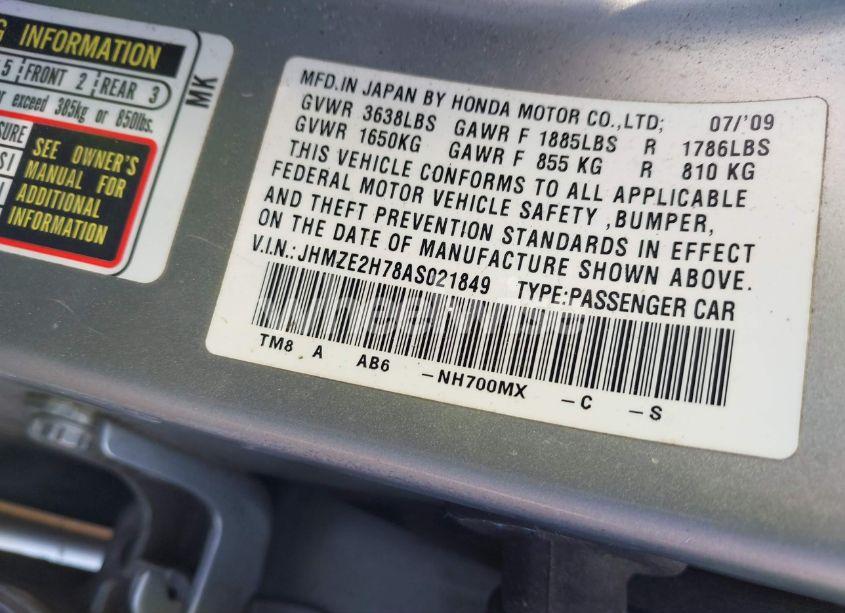 G INFORMATION
5 FRONT 2 REAR 3
or exceed 385kg or 850lbs.
SURE
SI
SEE OWNER'S
MANUAL FOR
ADDITIONAL
INFORMATION
MK
MFD.IN JAPAN BY HONDA MOTOR CO.,LTD; 07/'09
GVWR 3638LBS GAWR F 1885LBS R 1786LBS
GVWR 1650KG GAWR F 855 KG R 810 KG
THIS VEHICLE CONFORMS TO ALL APPLICABLE
FEDERAL MOTOR VEHICLE SAFETY ,BUMPER,
AND THEFT PREVENTION STANDARDS IN EFFECT
ON THE DATE OF MANUFACTURE SHOWN ABOVE.
V.I.N.: JHMZE2H78AS021849 TYPE:PASSENGER CAR
TM8 A AB6 -NH700MX -C -S